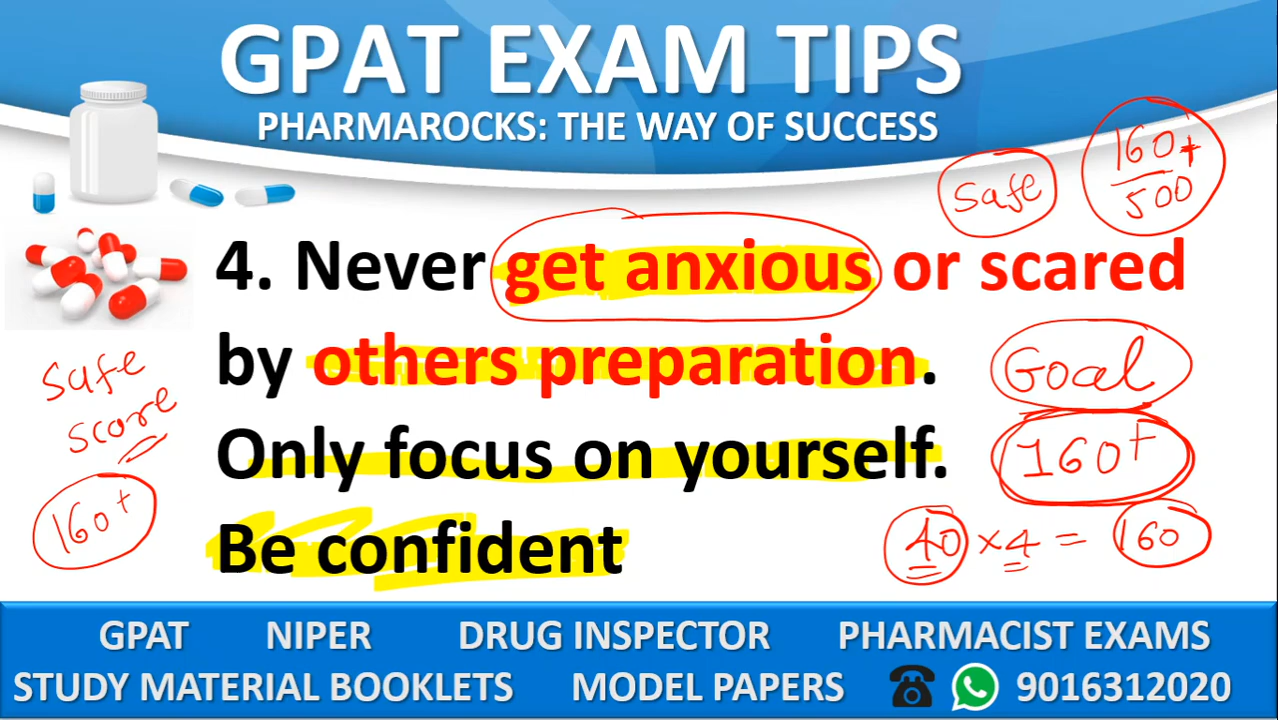 GPAT EXAM TIPS
PHARMAROCKS: THE WAY OF SUCCESS
safe
160+
500
4. Never get anxious or scared
by others preparation.
Only focus on yourself.
Be confident
Safe
score
160+
Goal
160+
40 × 4 = 160
GPAT NIPER DRUG INSPECTOR PHARMACIST EXAMS
STUDY MATERIAL BOOKLETS MODEL PAPERS 9016312020